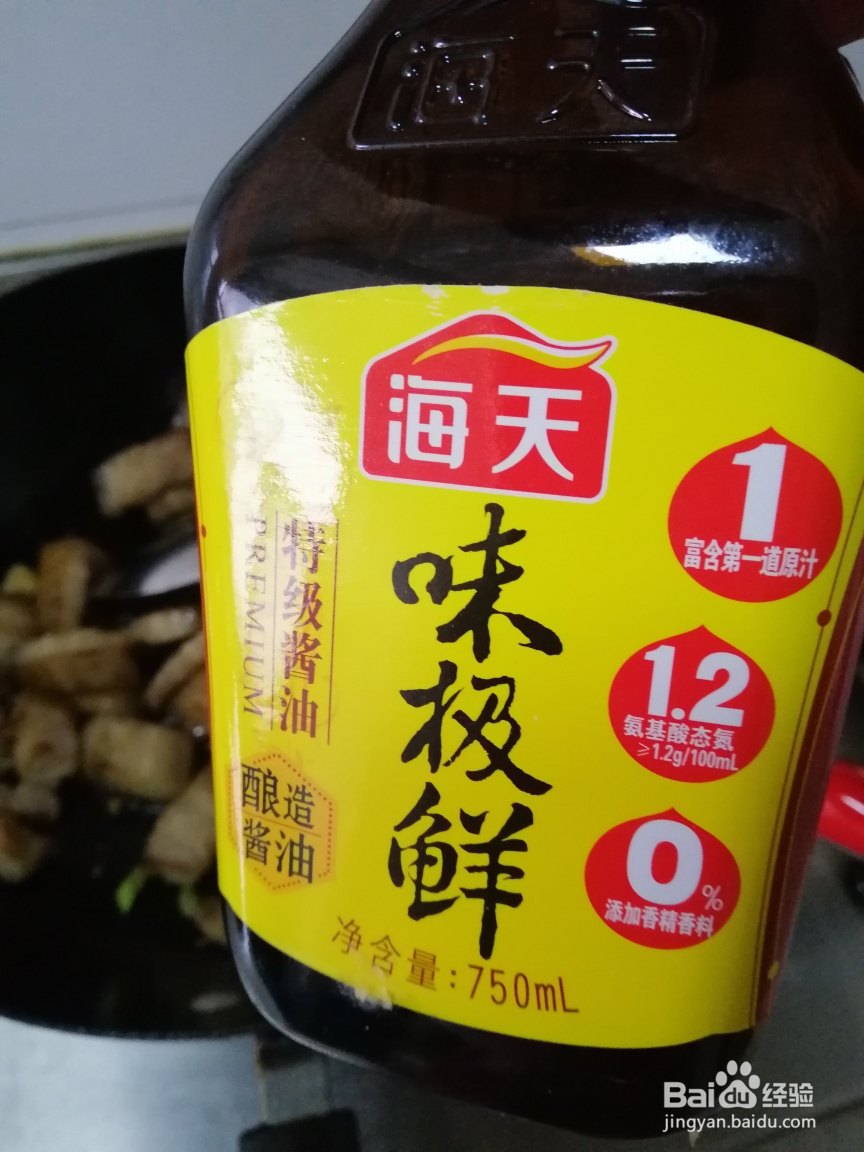 海天
海天
1
富含第一道原汁
特级酱油
PREMIUM
味极鲜
1.2
氨基酸态氮
≥1.2g/100mL
酿造
酱油
0%
添加香精香料
净含量:750mL
Baidu经验
jingyan.baidu.com